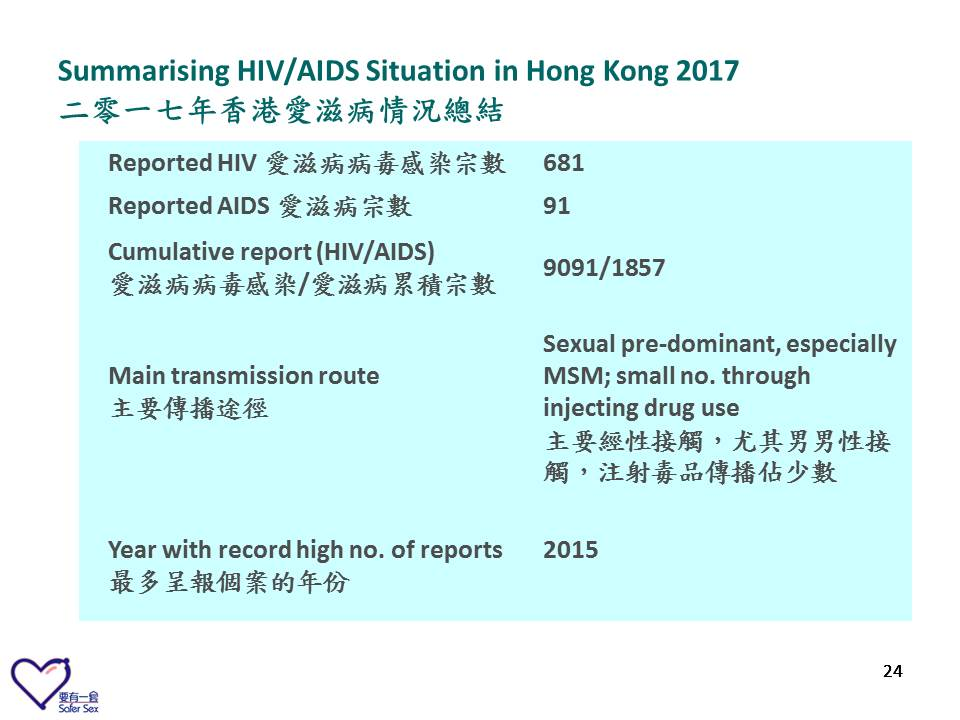 Summarising HIV/AIDS Situation in Hong Kong 2017
二零一七年香港愛滋病情況總結
Reported HIV 愛滋病病毒感染宗數 681
Reported AIDS 愛滋病宗數 91
Cumulative report (HIV/AIDS)
愛滋病病毒感染/愛滋病累積宗數
9091/1857
Main transmission route
主要傳播途徑
Sexual pre-dominant, especially
MSM; small no. through
injecting drug use
主要經性接觸，尤其男男性接
觸，注射毒品傳播佔少數
Year with record high no. of reports
最多呈報個案的年份
2015
要有一套
Safer Sex
24